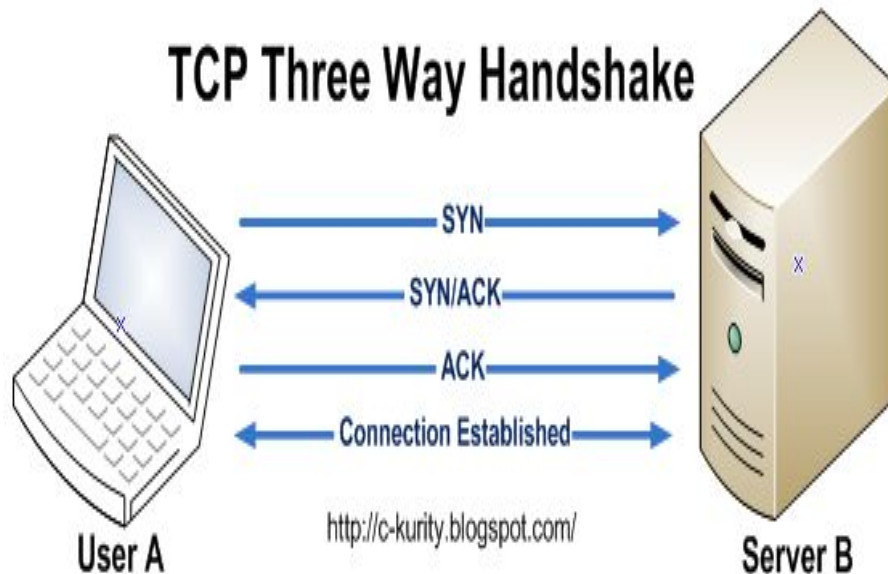 TCP Three Way Handshake
SYN
SYN/ACK
ACK
Connection Established
http://c-kurity.blogspot.com/
User A
Server B